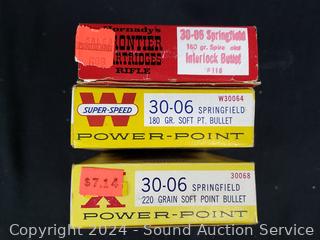 Hornady's
FRONTIER
CARTRIDGES
RIFLE
30-06 Springfield
180 gr. Spire
Interlock Bullet
#118
W
SUPER-SPEED
W30064
30-06 SPRINGFIELD
180 GR. SOFT PT. BULLET
POWER-POINT
$7.14
X
30068
30-06 SPRINGFIELD
220 GRAIN SOFT POINT BULLET
POWER-POINT
Copyright 2024 - Sound Auction Service